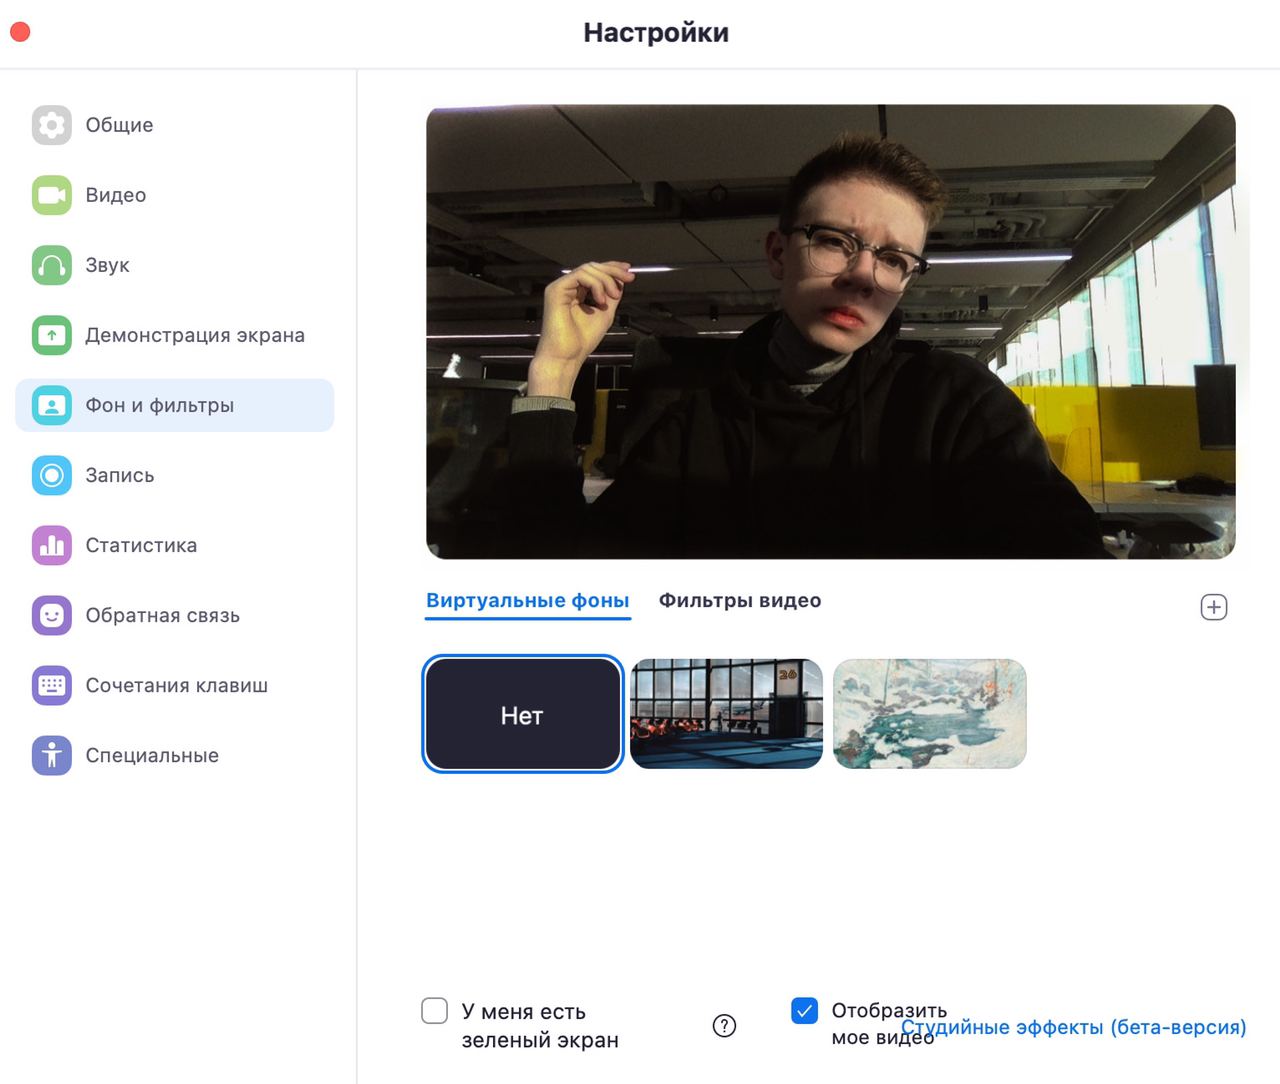 Настройки
Общие
Видео
Звук
Демонстрация экрана
Фон и фильтры
Запись
Статистика
Обратная связь
Сочетания клавиш
Специальные
Виртуальные фоны
Фильтры видео
Нет
26
У меня есть
зеленый экран
?
Отобразить
мое видео
Студийные эффекты (бета-версия)